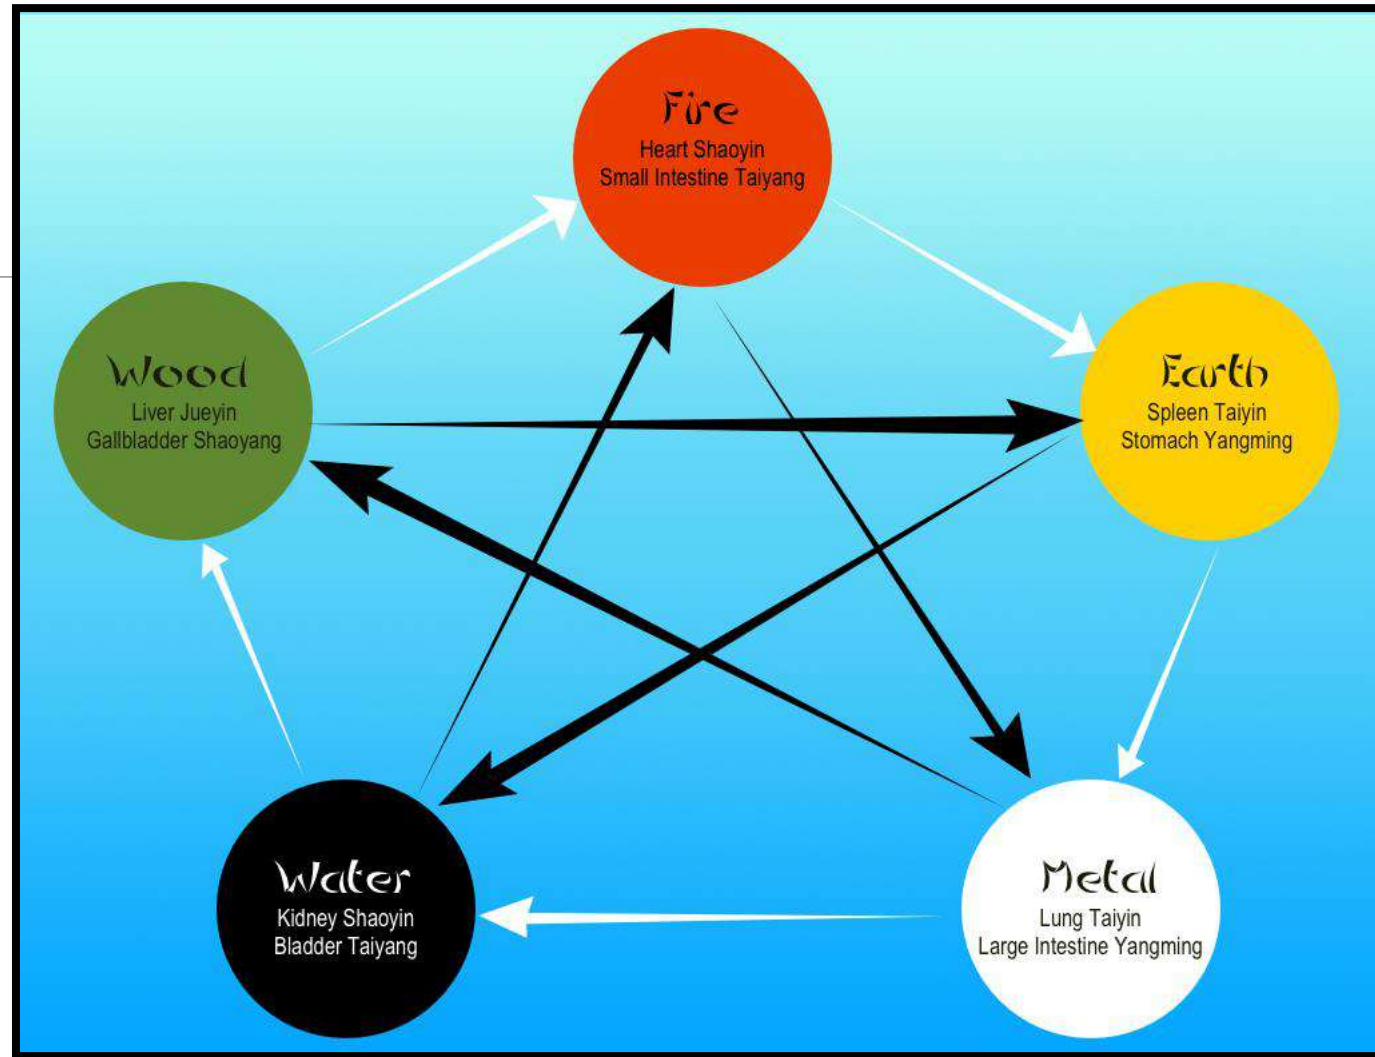 Fire
Heart Shaoyin
Small Intestine Taiyang
Wood
Liver Jueyin
Gallbladder Shaoyang
Earth
Spleen Taiyin
Stomach Yangming
Water
Kidney Shaoyin
Bladder Taiyang
Metal
Lung Taiyin
Large Intestine Yangming